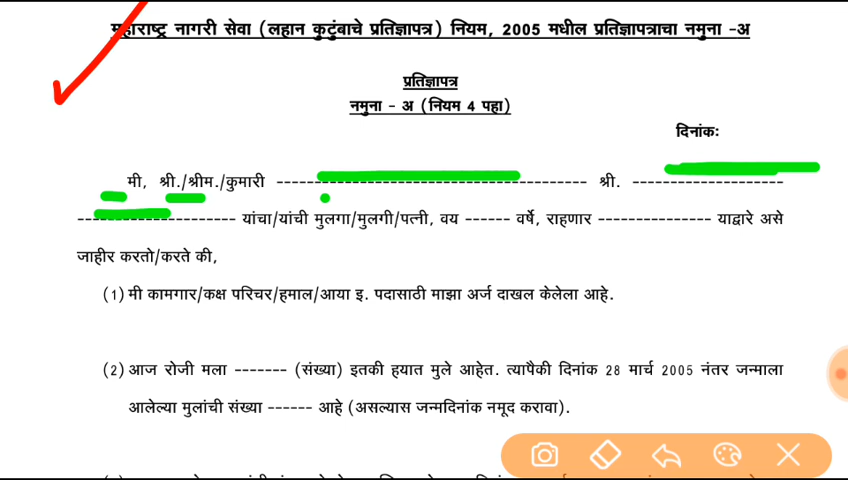 महाराष्ट्र नागरी सेवा (लहान कुटुंबाचे प्रतिज्ञापत्र) नियम, 2005 मधील प्रतिज्ञापत्राचा नमुना -अ
प्रतिज्ञापत्र
नमुना - अ (नियम 4 पहा)
दिनांक:
मी, श्री./श्रीम./कुमारी ------------------------------------ श्री. -----------------
------------------ यांचा/यांची मुलगा/मुलगी/पत्नी, वय ------ वर्षे, राहणार -------------- याद्वारे असे
जाहीर करतो/करते की,
(1) मी कामगार/कक्ष परिचर/हमाल/आया इ. पदासाठी माझा अर्ज दाखल केलेला आहे.
(2) आज रोजी मला ------- (संख्या) इतकी हयात मुले आहेत. त्यापैकी दिनांक 28 मार्च 2005 नंतर जन्माला
आलेल्या मुलांची संख्या ------ आहे (असल्यास जन्मदिनांक नमूद करावा).